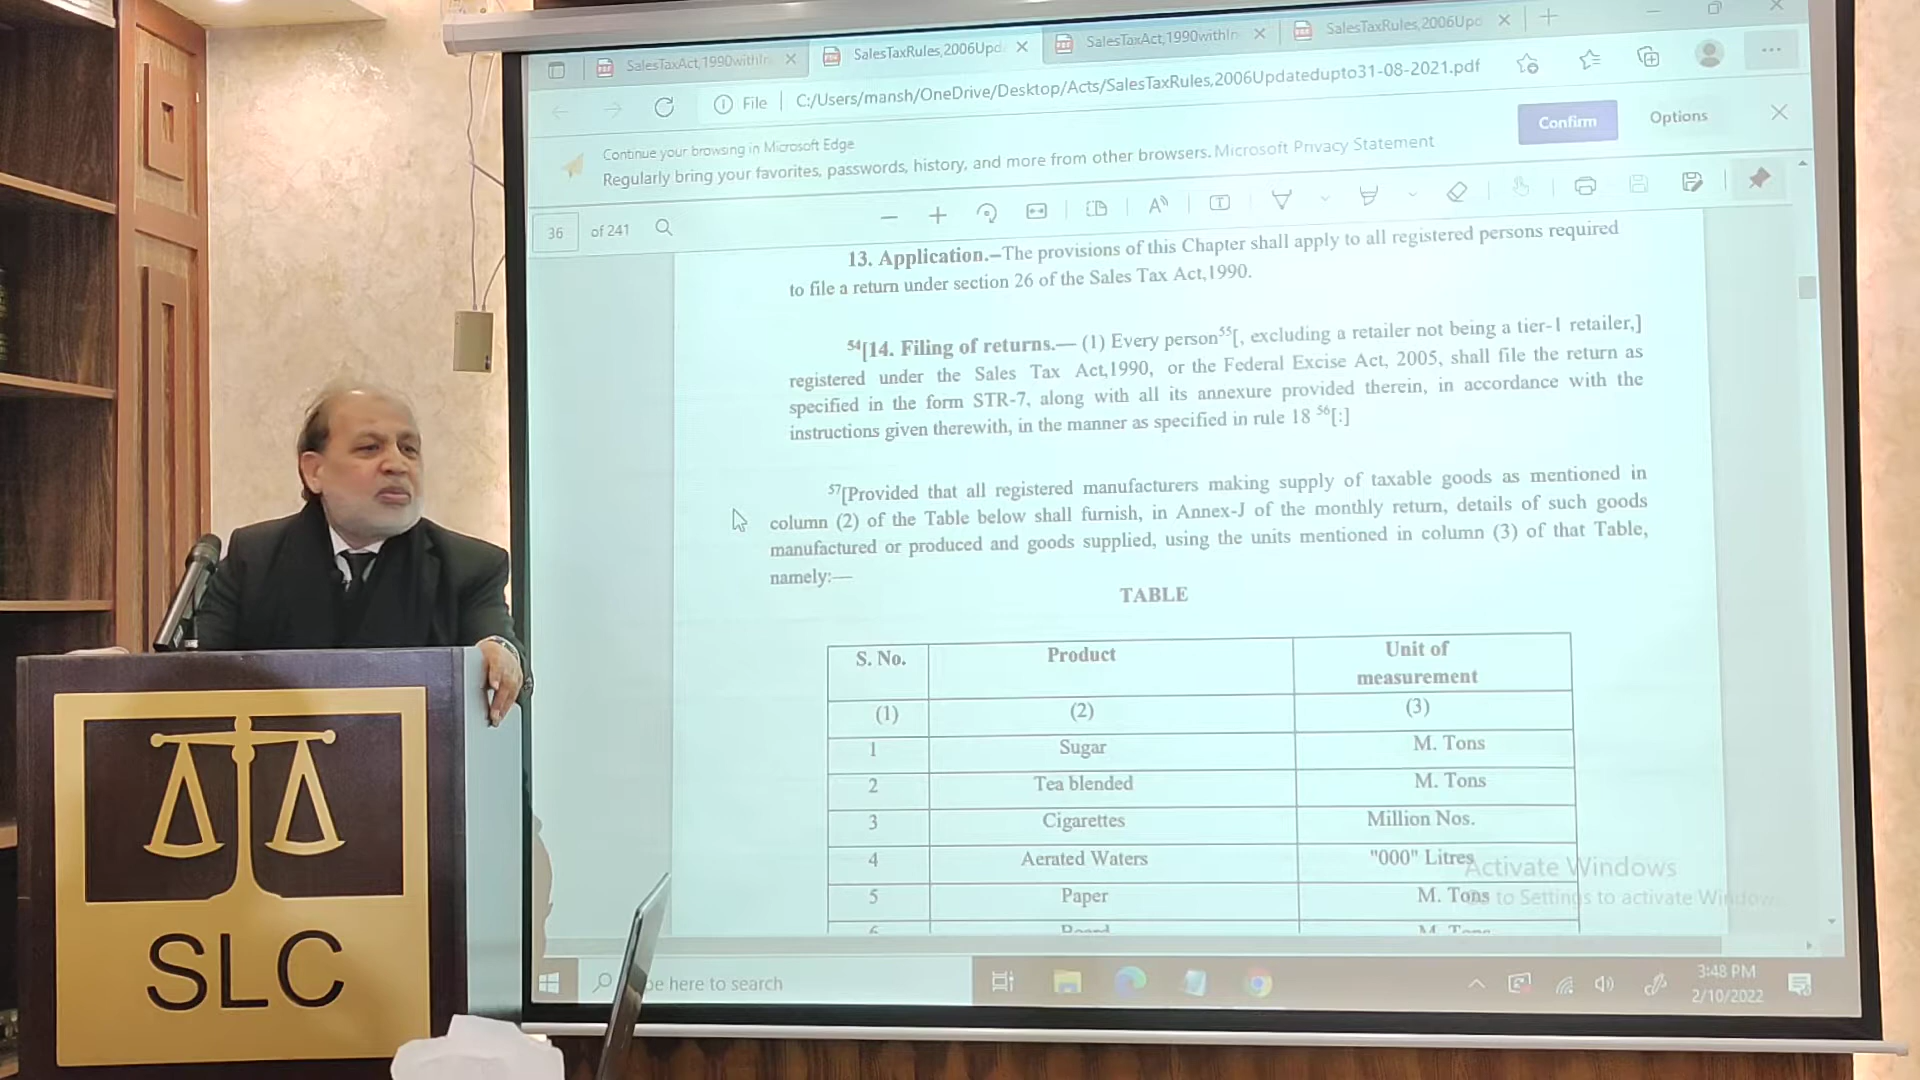 SalesTaxAct,1990withIn
SalesTaxRules,2006Upd
SalesTaxAct,1990withIn
SalesTaxRules,2006Upd
File
C:/Users/mansh/OneDrive/Desktop/Acts/SalesTaxRules,2006Updatedupto31-08-2021.pdf
Continue your browsing in Microsoft Edge
Regularly bring your favorites, passwords, history, and more from other browsers. Microsoft Privacy Statement
Confirm
Options
36 of 241
13. Application.–The provisions of this Chapter shall apply to all registered persons required
to file a return under section 26 of the Sales Tax Act,1990.
54[14. Filing of returns.— (1) Every person55[, excluding a retailer not being a tier-1 retailer,]
registered under the Sales Tax Act,1990, or the Federal Excise Act, 2005, shall file the return as
specified in the form STR-7, along with all its annexure provided therein, in accordance with the
instructions given therewith, in the manner as specified in rule 18 56[:]
57[Provided that all registered manufacturers making supply of taxable goods as mentioned in
column (2) of the Table below shall furnish, in Annex-J of the monthly return, details of such goods
manufactured or produced and goods supplied, using the units mentioned in column (3) of that Table,
namely:—
TABLE
S. No. Product Unit of
measurement
(1) (2) (3)
1 Sugar M. Tons
2 Tea blended M. Tons
3 Cigarettes Million Nos.
4 Aerated Waters "000" Litres
5 Paper M. Tons
Activate Windows
to Settings to activate Windows
here to search
3:48 PM
2/10/2022
SLC